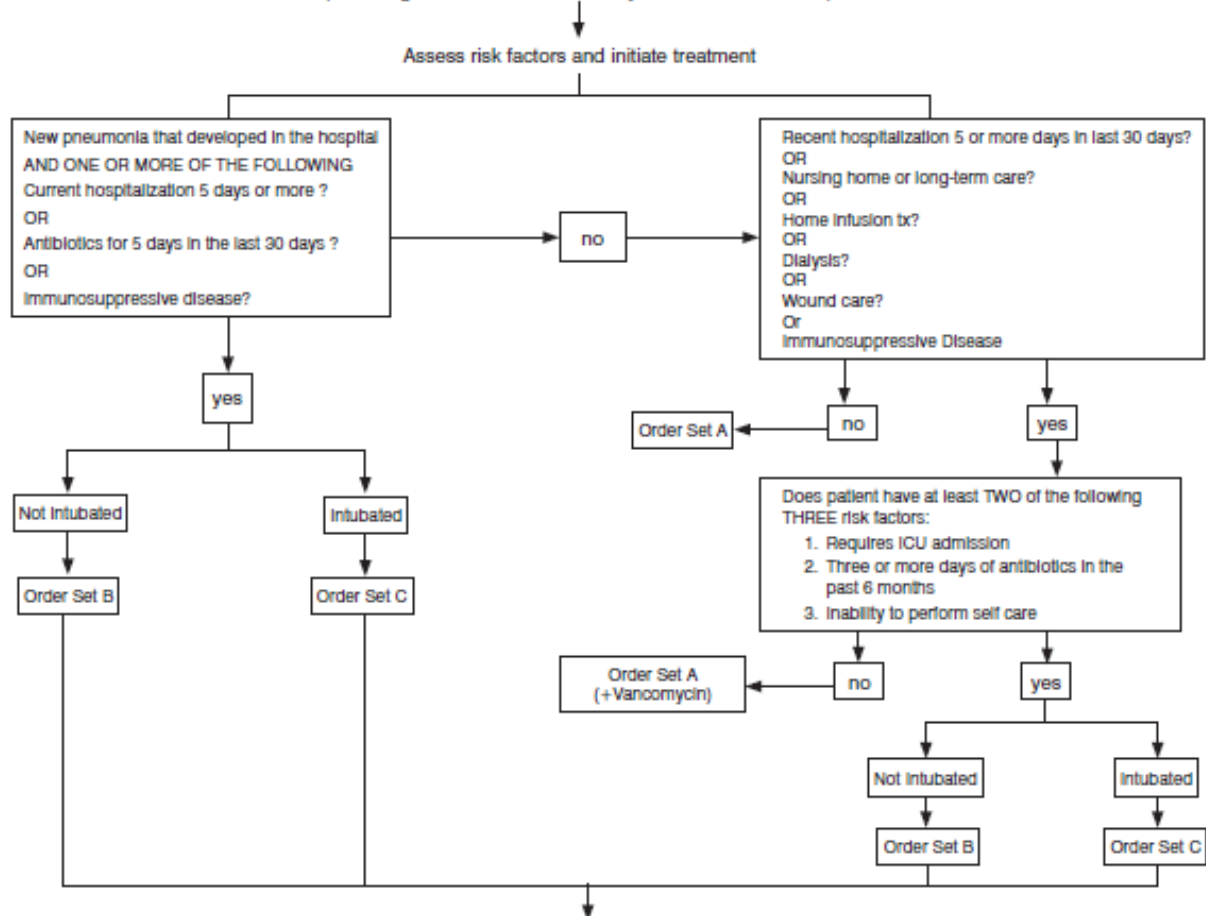 Assess risk factors and initiate treatment
New pneumonia that developed in the hospital
AND ONE OR MORE OF THE FOLLOWING
Current hospitalization 5 days or more ?
OR
Antibiotics for 5 days in the last 30 days ?
OR
Immunosuppressive disease?
no
Recent hospitalization 5 or more days in last 30 days?
OR
Nursing home or long-term care?
OR
Home infusion tx?
OR
Dialysis?
OR
Wound care?
Or
Immunosuppressive Disease
yes
Not Intubated
Intubated
Order Set B
Order Set C
no
yes
Order Set A
Does patient have at least TWO of the following
THREE risk factors:
1. Requires ICU admission
2. Three or more days of antibiotics in the
past 6 months
3. Inability to perform self care
no
yes
Order Set A
(+Vancomycin)
Not Intubated
Intubated
Order Set B
Order Set C